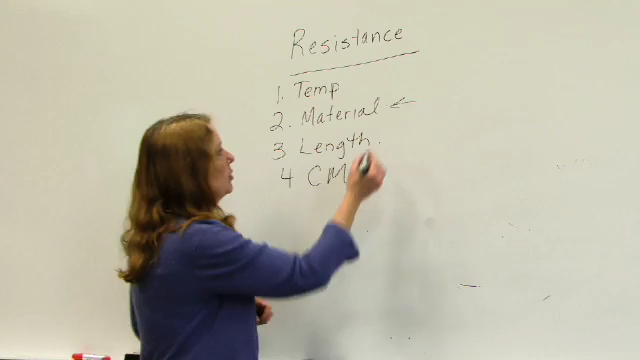 Resistance
1. Temp
2. Material ←
3 Length.
4 CM